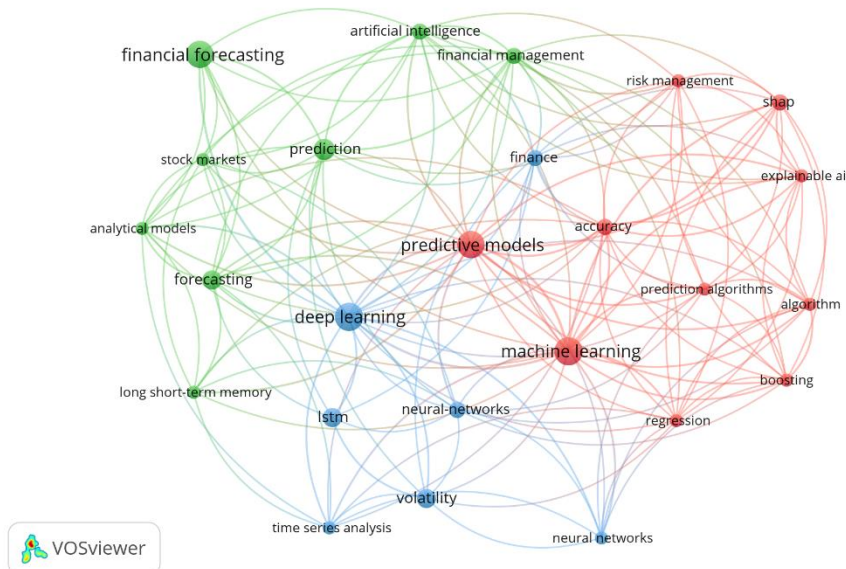 artificial intelligence
financial forecasting
financial management
risk management
shap
prediction
stock markets
finance
explainable ai
analytical models
accuracy
predictive models
forecasting
prediction algorithms
algorithm
deep learning
machine learning
boosting
long short-term memory
neural-networks
lstm
regression
volatility
time series analysis
neural networks
VOSviewer